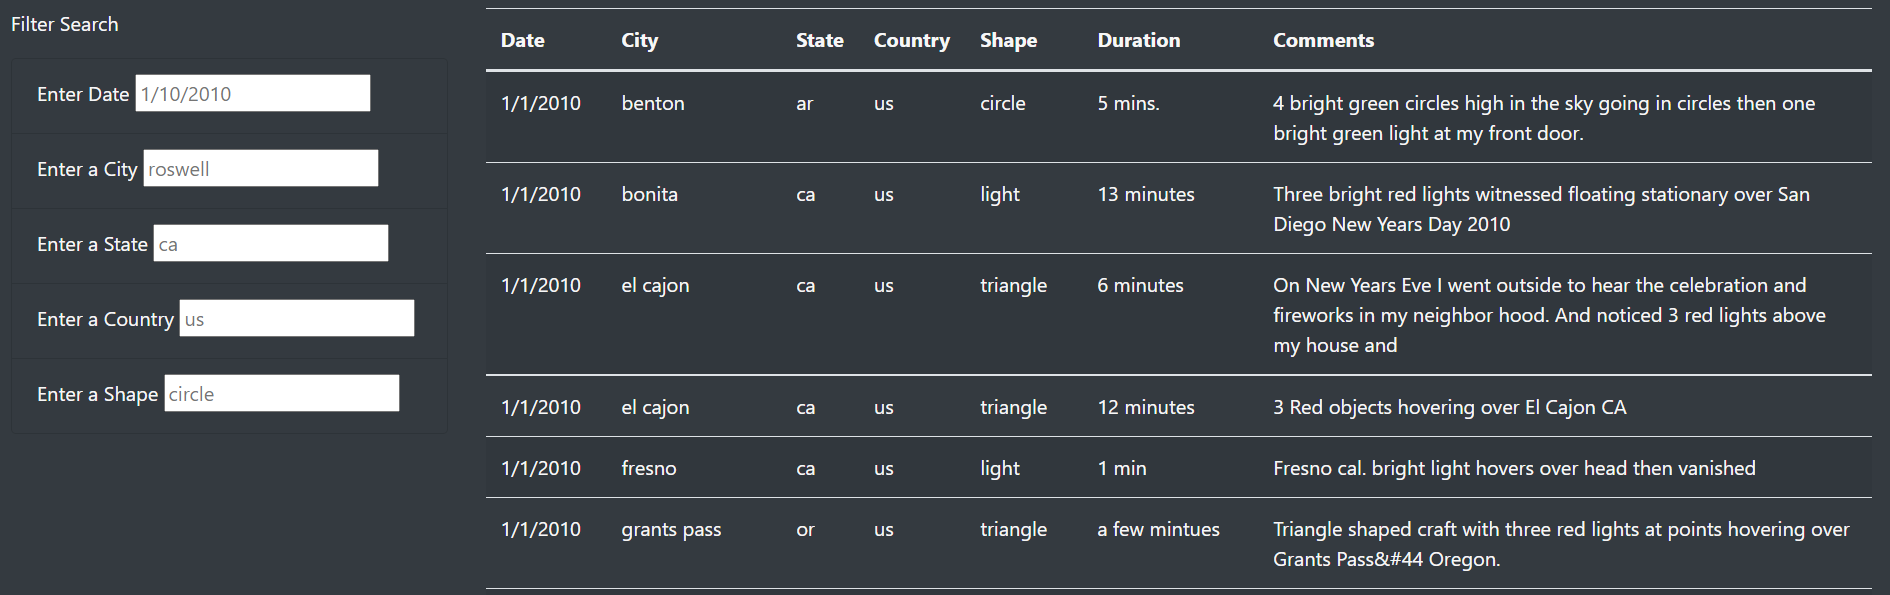 Filter Search
Enter Date 1/10/2010
Enter a City roswell
Enter a State ca
Enter a Country us
Enter a Shape circle
Date City State Country Shape Duration Comments
1/1/2010 benton ar us circle 5 mins. 4 bright green circles high in the sky going in circles then one
bright green light at my front door.
1/1/2010 bonita ca us light 13 minutes Three bright red lights witnessed floating stationary over San
Diego New Years Day 2010
1/1/2010 el cajon ca us triangle 6 minutes On New Years Eve I went outside to hear the celebration and
fireworks in my neighbor hood. And noticed 3 red lights above
my house and
1/1/2010 el cajon ca us triangle 12 minutes 3 Red objects hovering over El Cajon CA
1/1/2010 fresno ca us light 1 min Fresno cal. bright light hovers over head then vanished
1/1/2010 grants pass or us triangle a few mintues Triangle shaped craft with three red lights at points hovering over
Grants Pass&#44 Oregon.